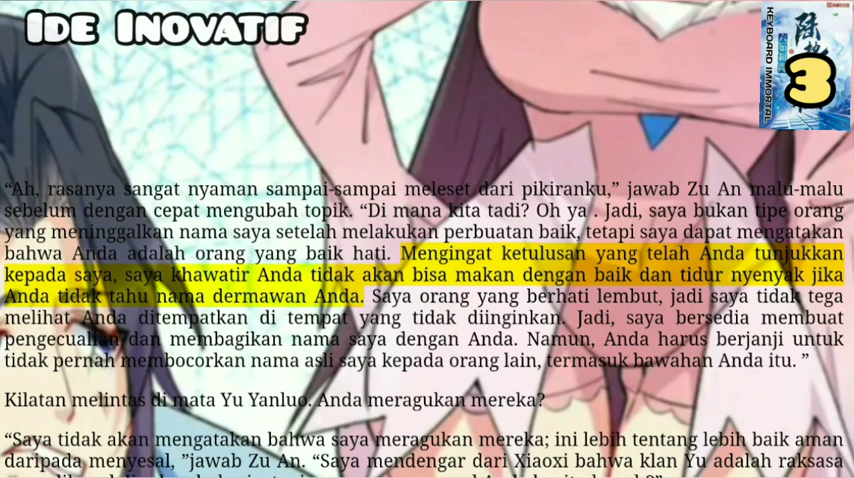 IDE INOVATIF
KEYBOARD IMMORTAL
3
“Ah, rasanya sangat nyaman sampai-sampai meleset dari pikiranku,” jawab Zu An malu-malu
sebelum dengan cepat mengubah topik. “Di mana kita tadi? Oh ya . Jadi, saya bukan tipe orang
yang meninggalkan nama saya setelah melakukan perbuatan baik, tetapi saya dapat mengatakan
bahwa Anda adalah orang yang baik hati. Mengingat ketulusan yang telah Anda tunjukkan
kepada saya, saya khawatir Anda tidak akan bisa makan dengan baik dan tidur nyenyak jika
Anda tidak tahu nama dermawan Anda. Saya orang yang berhati lembut, jadi saya tidak tega
melihat Anda ditempatkan di tempat yang tidak diinginkan. Jadi, saya bersedia membuat
pengecualian dan membagikan nama saya dengan Anda. Namun, Anda harus berjanji untuk
tidak pernah membocorkan nama asli saya kepada orang lain, termasuk bawahan Anda itu. ”
Kilatan melintas di mata Yu Yanluo. Anda meragukan mereka?
“Saya tidak akan mengatakan bahwa saya meragukan mereka; ini lebih tentang lebih baik aman
daripada menyesal, ”jawab Zu An. “Saya mendengar dari Xiaoxi bahwa klan Yu adalah raksasa